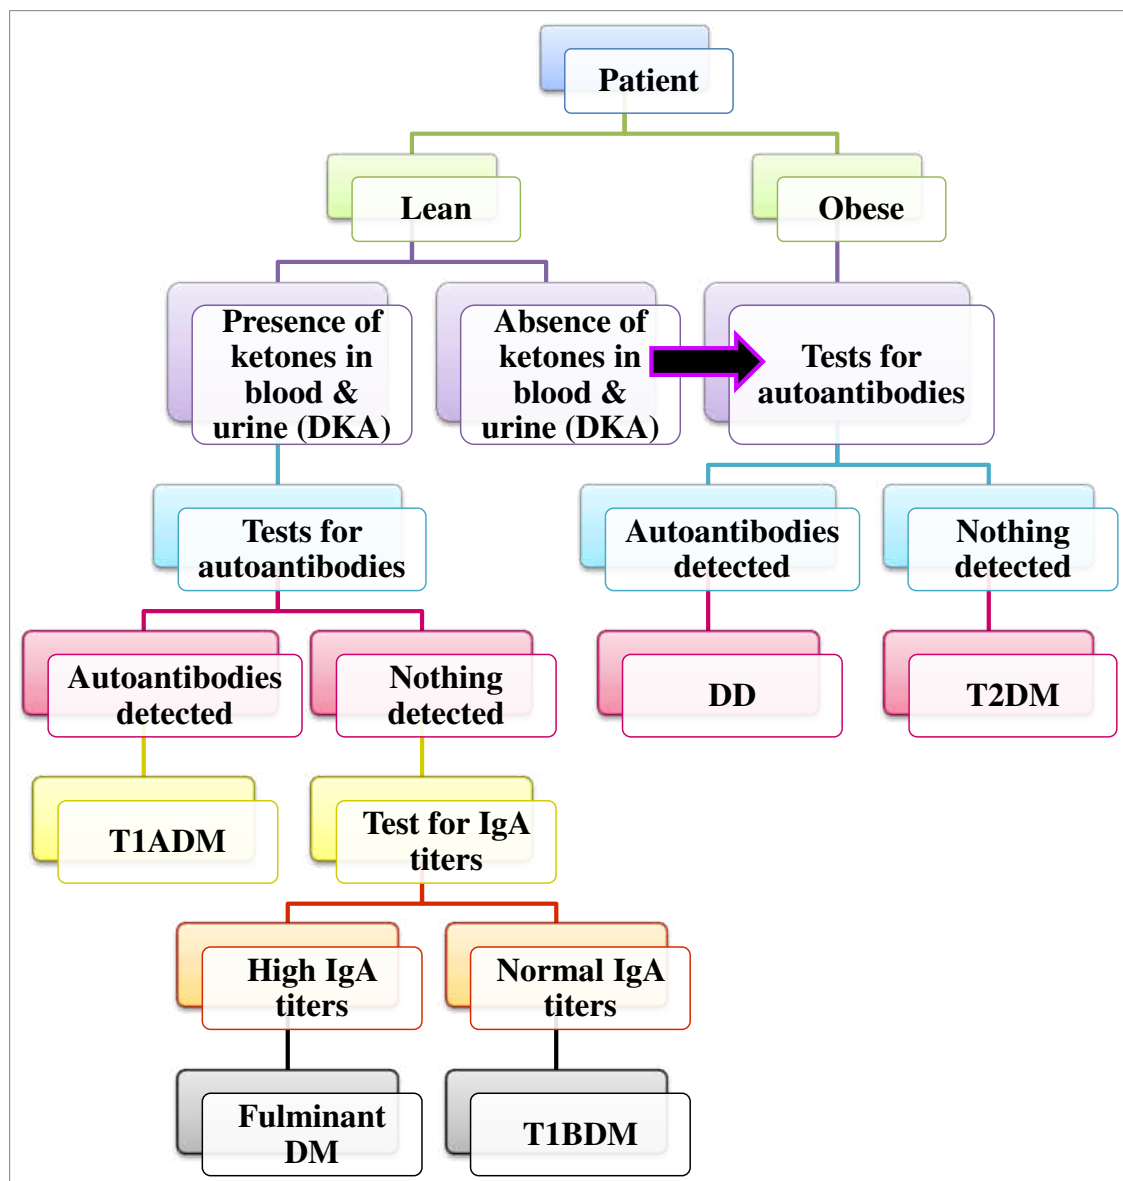 Patient
Lean
Obese
Presence of
ketones in
blood &
urine (DKA)
Absence of
ketones in
blood &
urine (DKA)
Tests for
autoantibodies
Tests for
autoantibodies
Autoantibodies
detected
Nothing
detected
Autoantibodies
detected
Nothing
detected
DD
T2DM
T1ADM
Test for IgA
titers
High IgA
titers
Normal IgA
titers
Fulminant
DM
T1BDM